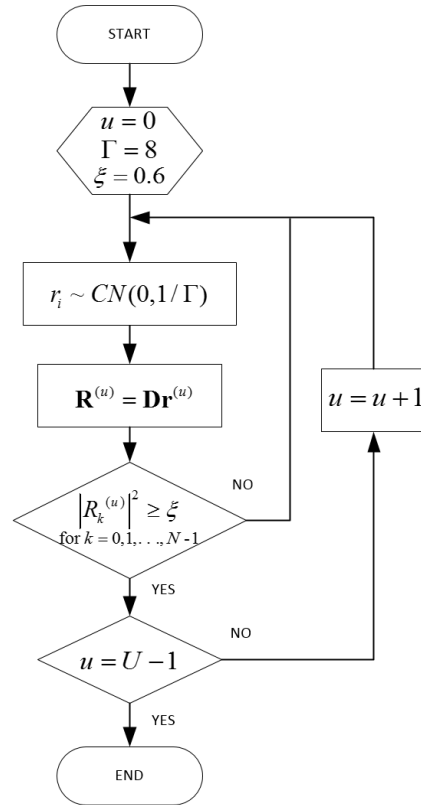 START
u = 0
Γ = 8
ξ = 0.6
r_i ~ CN(0,1/Γ)
R^(u) = Dr^(u)
u = u + 1
|R_k^(u)|^2 ≥ ξ
for k = 0,1,...,N-1
NO
YES
u = U − 1
NO
YES
END